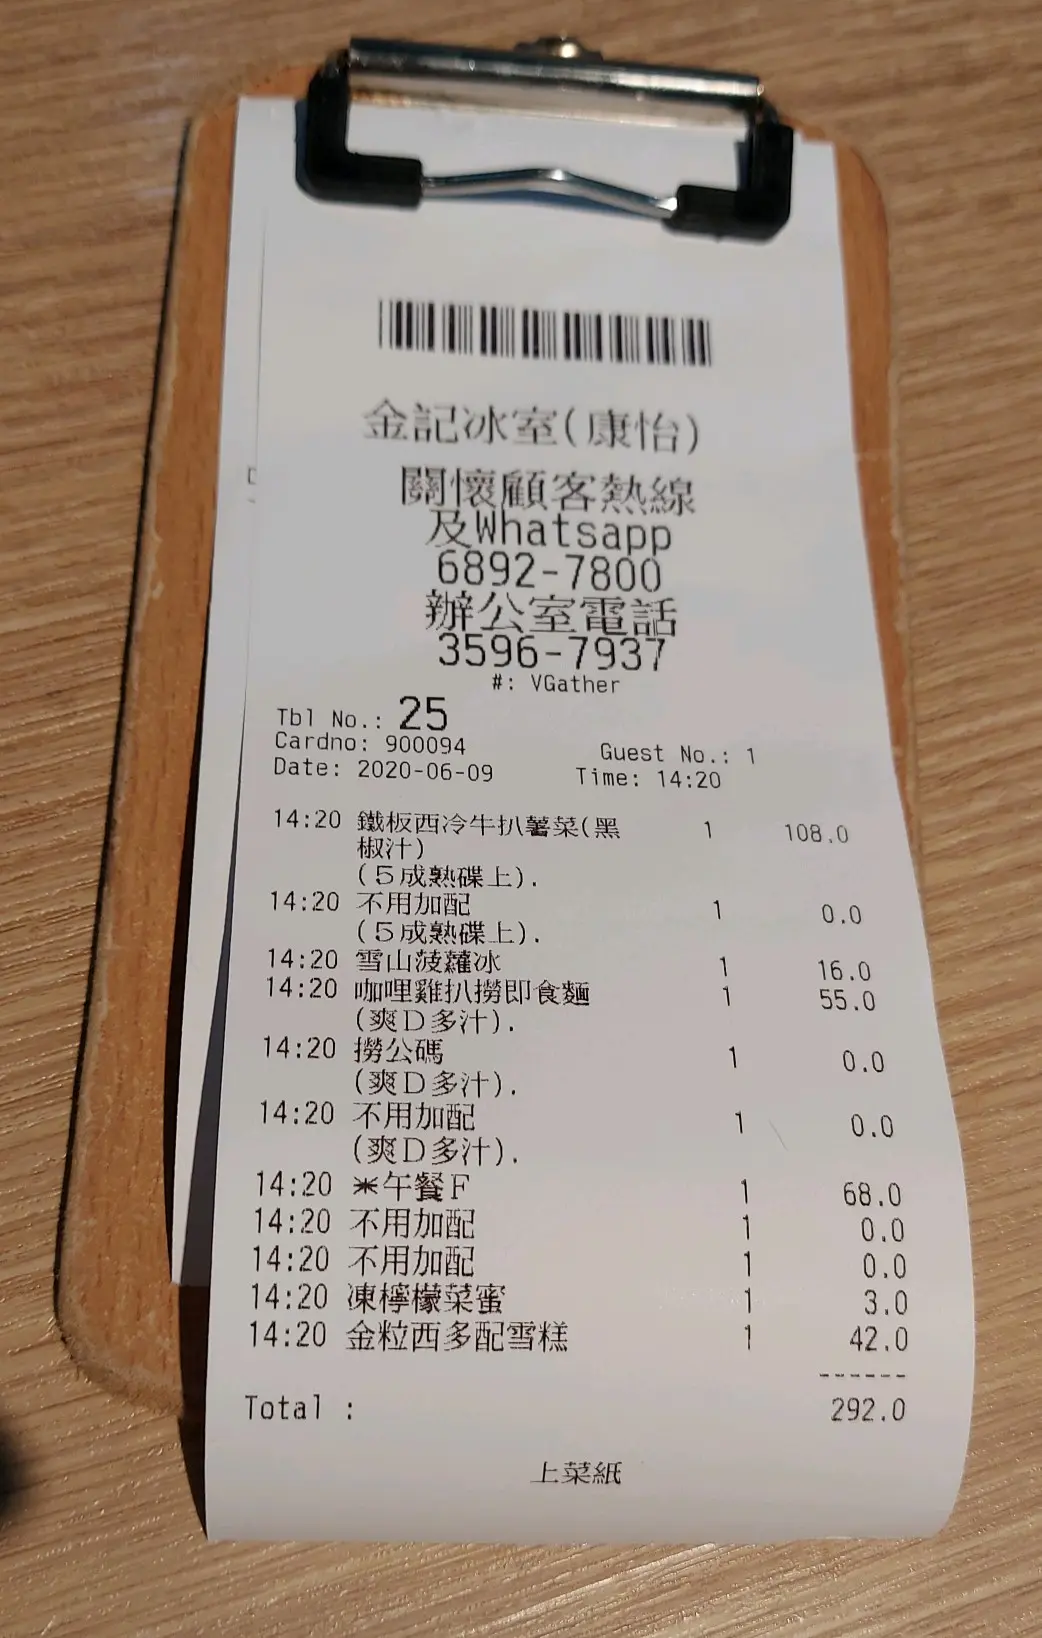 金記冰室(康怡)
關懷顧客熱線
及Whatsapp
6892-7800
辦公室電話
3596-7937
#: VGather
Tbl No.: 25
Cardno: 900094 Guest No.: 1
Date: 2020-06-09 Time: 14:20
14:20 鐵板西冷牛扒薯菜(黑 1 108.0
椒汁)
(５成熟碟上).
14:20 不用加配 1 0.0
(５成熟碟上).
14:20 雪山菠蘿冰 1 16.0
14:20 咖哩雞扒撈即食麵 1 55.0
(爽Ｄ多汁).
14:20 撈公碼 1 0.0
(爽Ｄ多汁).
14:20 不用加配 1 0.0
(爽Ｄ多汁).
14:20 ＊午餐Ｆ 1 68.0
14:20 不用加配 1 0.0
14:20 不用加配 1 0.0
14:20 凍檸檬菜蜜 1 3.0
14:20 金粒西多配雪糕 1 42.0
------
Total : 292.0
上菜紙